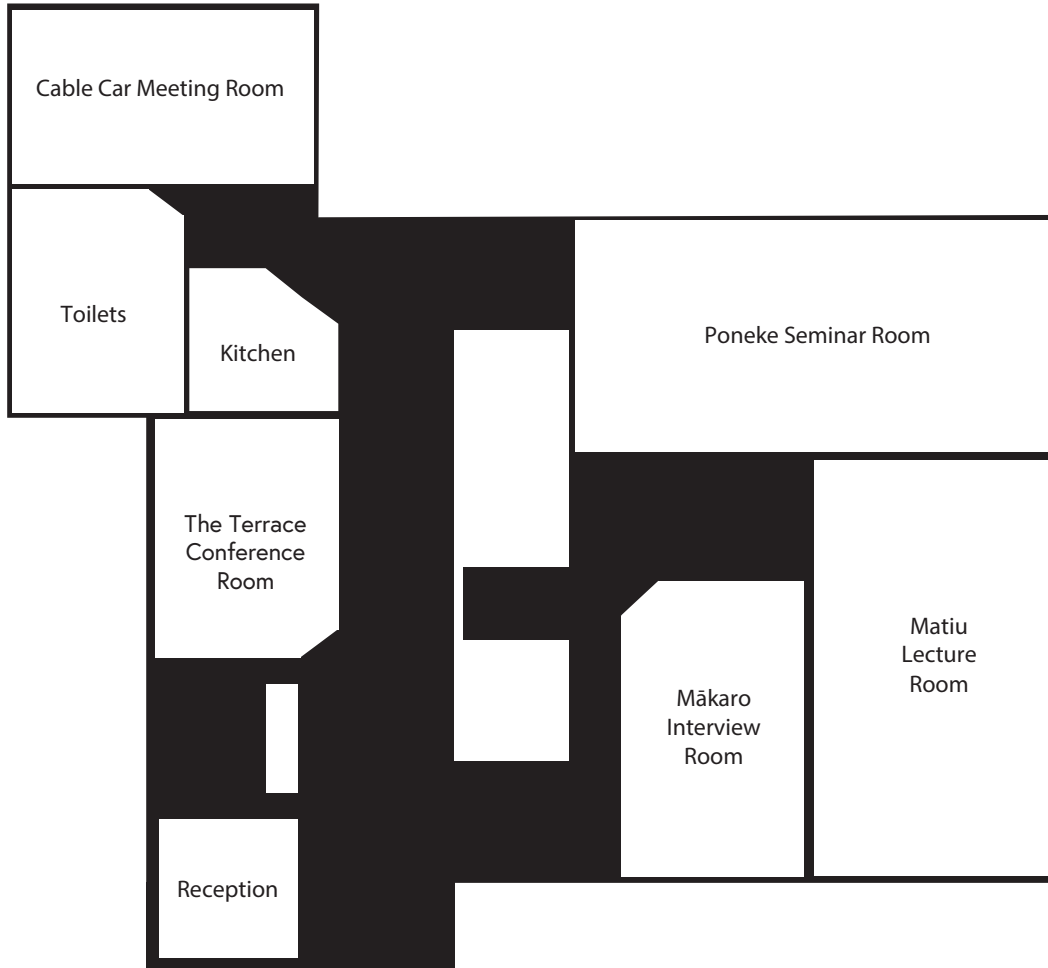 Cable Car Meeting Room
Toilets
Kitchen
Poneke Seminar Room
The Terrace
Conference
Room
Matiu
Lecture
Room
Mākaro
Interview
Room
Reception